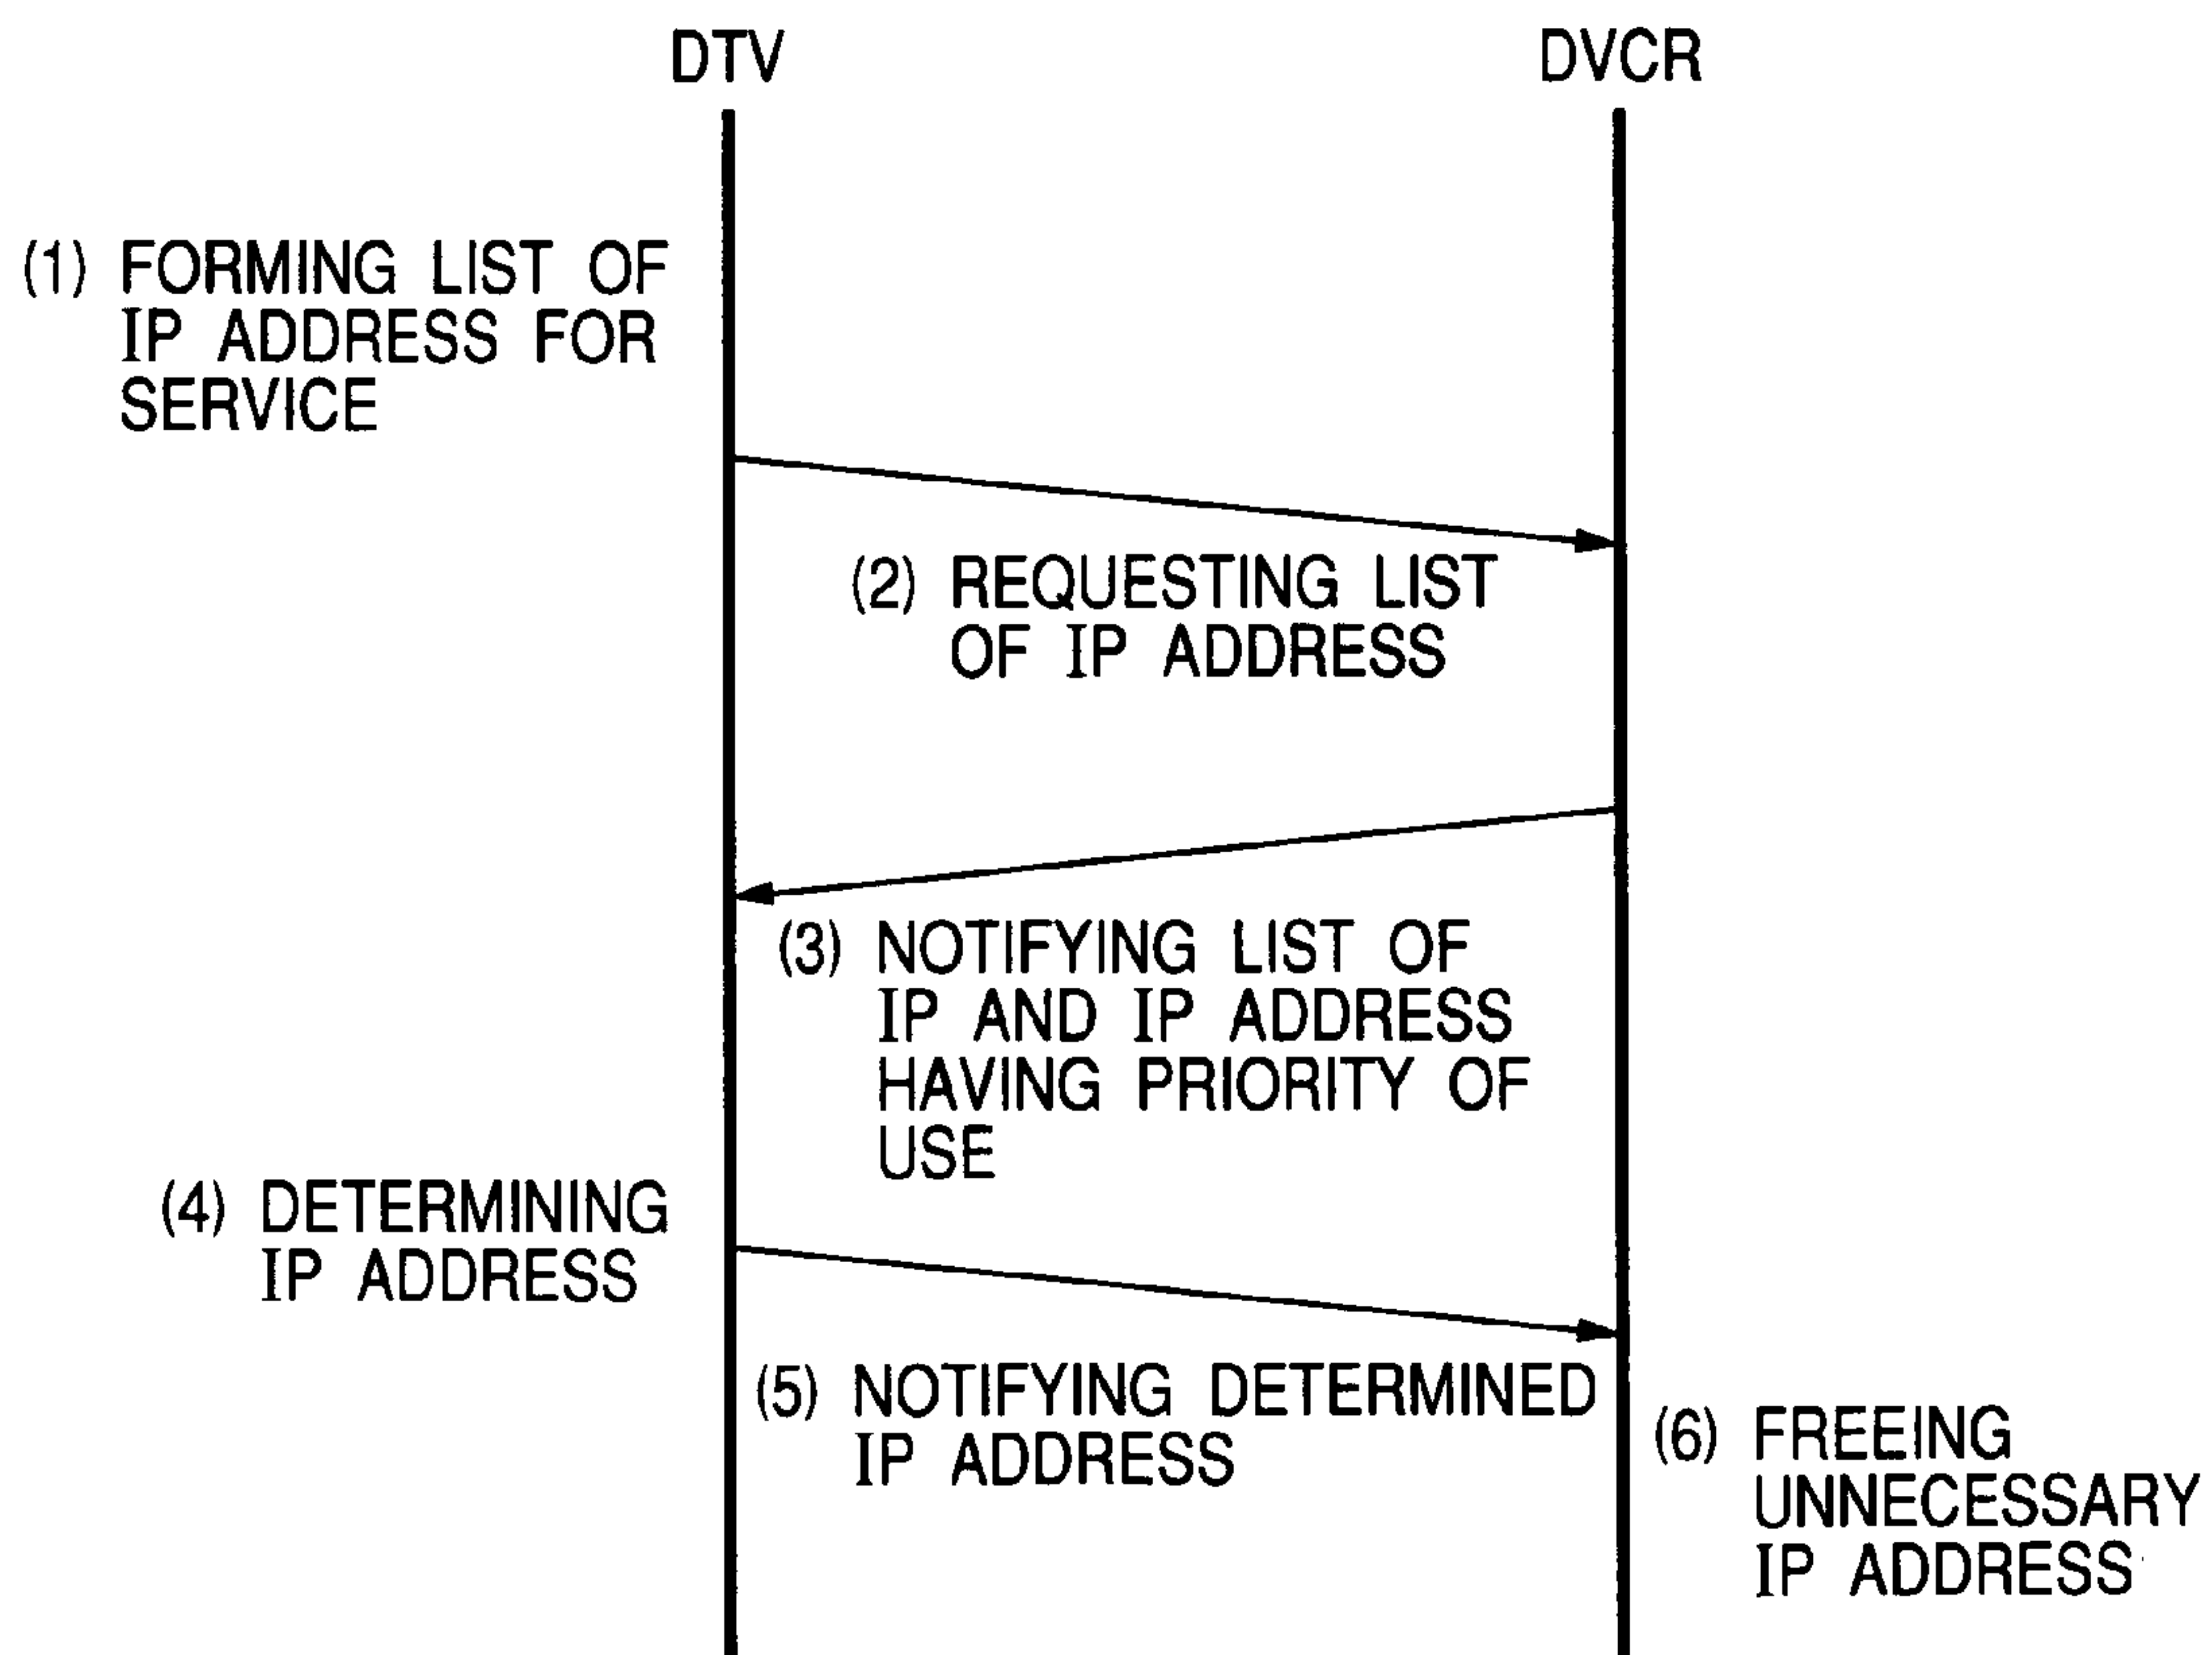 DTV
DVCR
(1) FORMING LIST OF
IP ADDRESS FOR
SERVICE
(2) REQUESTING LIST
OF IP ADDRESS
(3) NOTIFYING LIST OF
IP AND IP ADDRESS
HAVING PRIORITY OF
USE
(4) DETERMINING
IP ADDRESS
(5) NOTIFYING DETERMINED
IP ADDRESS
(6) FREEING
UNNECESSARY
IP ADDRESS